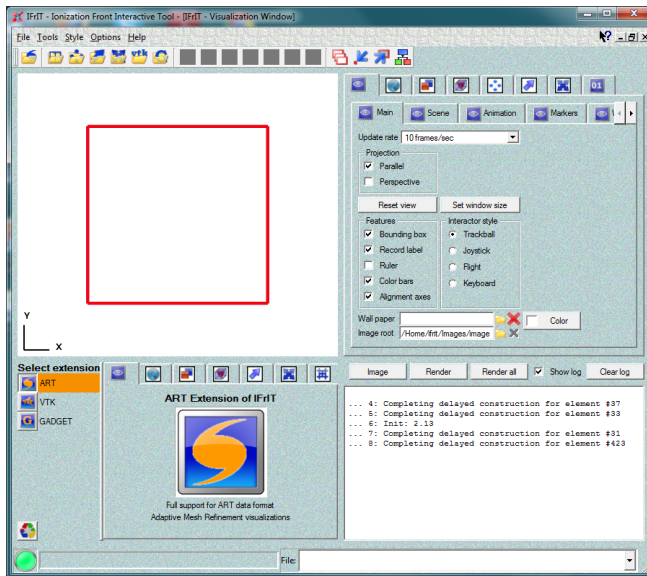 IFrIT - Ionization Front Interactive Tool - [IFrIT - Visualization Window]
File Tools Style Options Help
vtk
01
Main Scene Animation Markers
Update rate 10 frames/sec
Projection
Parallel
Perspective
Reset view Set window size
Features Interactor style
Bounding box Trackball
Record label Joystick
Ruler Flight
Color bars Keyboard
Alignment axes
Wall paper Color
Image root /Home/Ifrit/Images/image
Y
X
Select extension
ART
VTK
GADGET
ART Extension of IFrIT
Full support for ART data format
Adaptive Mesh Refinement visualizations
Image Render Render all Show log Clear log
... 4: Completing delayed construction for element #37
... 5: Completing delayed construction for element #33
... 6: Init: 2.13
... 7: Completing delayed construction for element #31
... 8: Completing delayed construction for element #423
File: